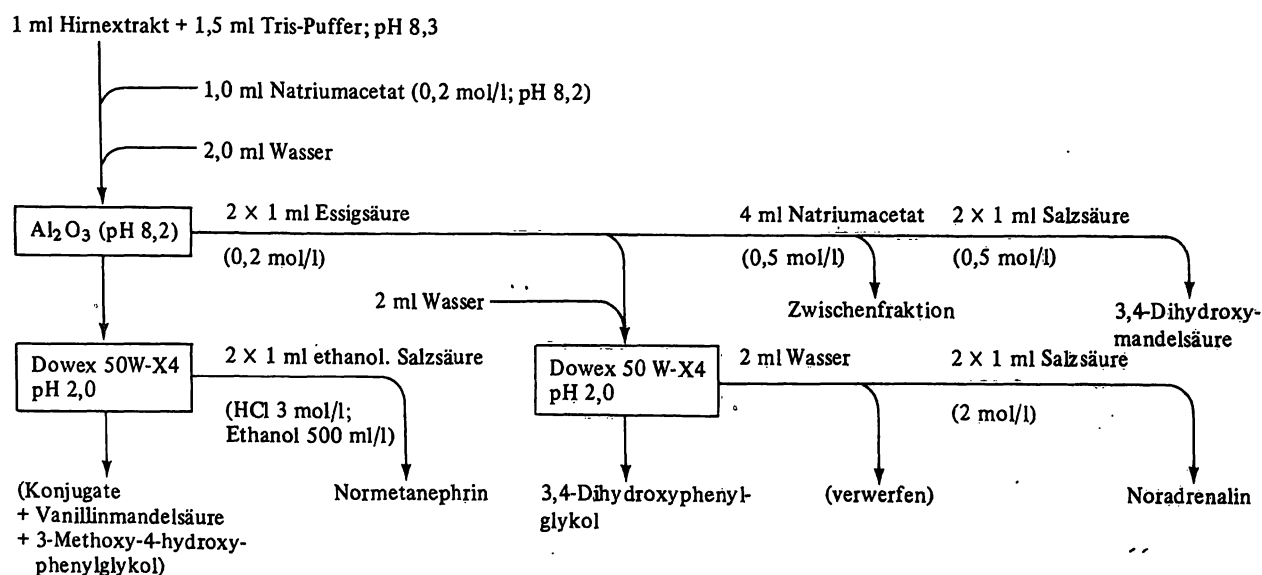 1 ml Hirnextrakt + 1,5 ml Tris-Puffer; pH 8,3
1,0 ml Natriumacetat (0,2 mol/l; pH 8,2)
2,0 ml Wasser
Al₂O₃ (pH 8,2)
2 × 1 ml Essigsäure
(0,2 mol/l)
4 ml Natriumacetat
(0,5 mol/l)
2 × 1 ml Salzsäure
(0,5 mol/l)
2 ml Wasser
Zwischenfraktion
3,4-Dihydroxy-
mandelsäure
Dowex 50W-X4
pH 2,0
2 × 1 ml ethanol. Salzsäure
(HCl 3 mol/l;
Ethanol 500 ml/l)
Dowex 50 W-X4
pH 2,0
2 ml Wasser
2 × 1 ml Salzsäure
(2 mol/l)
(Konjugate
+ Vanillinmandelsäure
+ 3-Methoxy-4-hydroxy-
phenylglykol)
Normetanephrin
3,4-Dihydroxyphenyl-
glykol
(verwerfen)
Noradrenalin